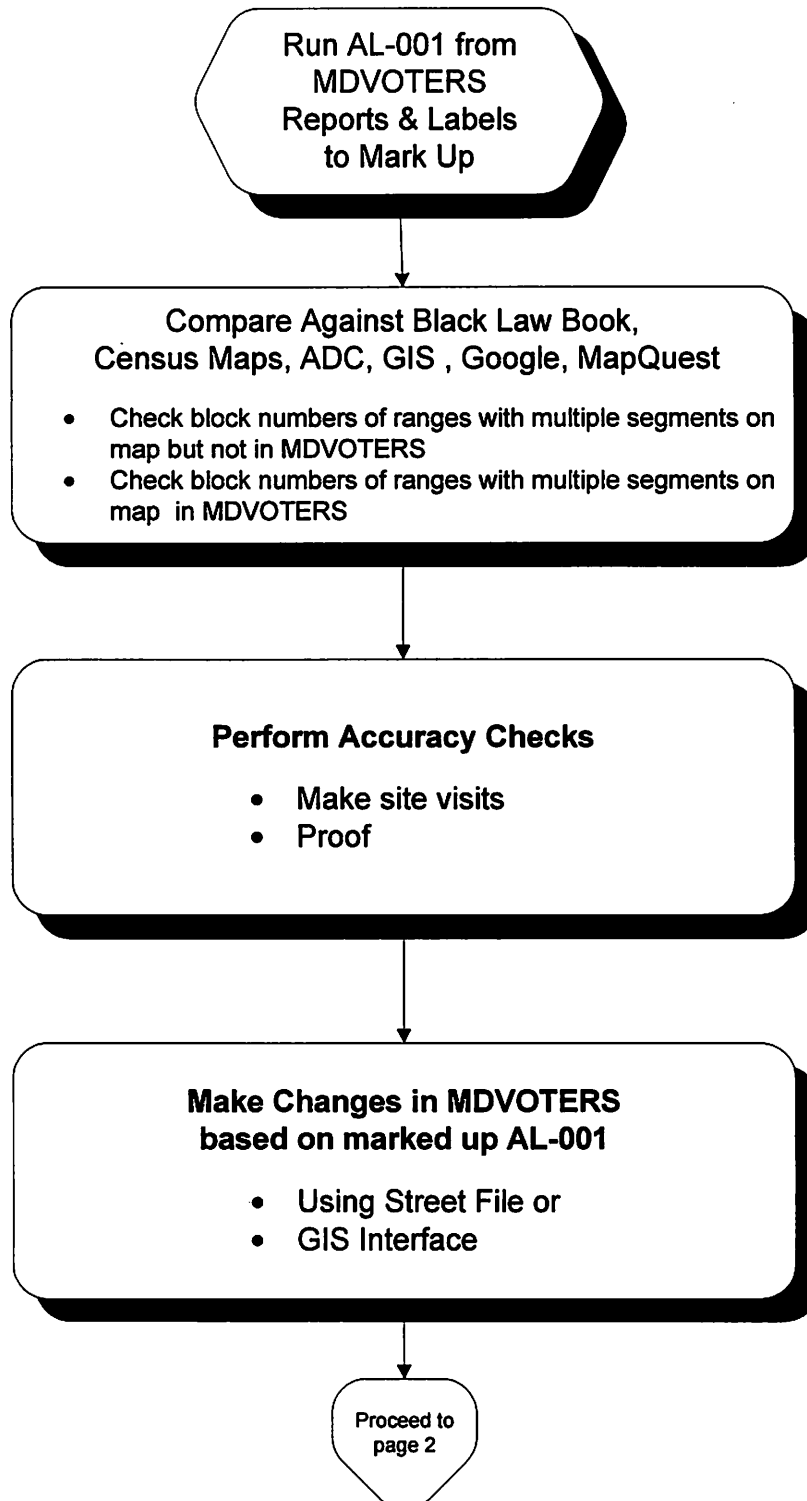 Run AL-001 from
MDVOTERS
Reports & Labels
to Mark Up
Compare Against Black Law Book,
Census Maps, ADC, GIS , Google, MapQuest
• Check block numbers of ranges with multiple segments on
map but not in MDVOTERS
• Check block numbers of ranges with multiple segments on
map in MDVOTERS
Perform Accuracy Checks
• Make site visits
• Proof
Make Changes in MDVOTERS
based on marked up AL-001
• Using Street File or
• GIS Interface
Proceed to
page 2